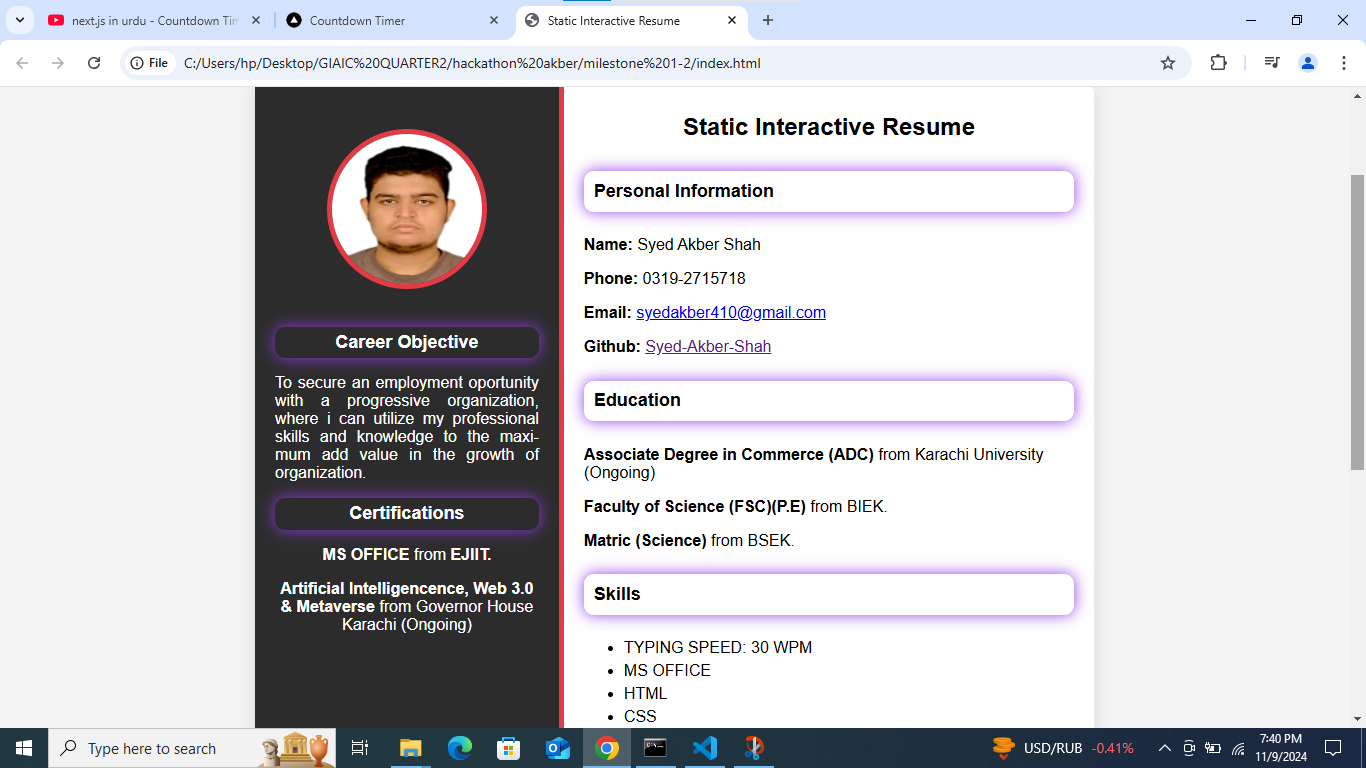 next.js in urdu - Countdown Tim
Countdown Timer
Static Interactive Resume
File
C:/Users/hp/Desktop/GIAIC%20QUARTER2/hackathon%20akber/milestone%201-2/index.html
Career Objective
To secure an employment oportunity
with a progressive organization,
where i can utilize my professional
skills and knowledge to the maxi-
mum add value in the growth of
organization.
Certifications
MS OFFICE from EJIIT.
Artificial Intelligencence, Web 3.0
& Metaverse from Governor House
Karachi (Ongoing)
Static Interactive Resume
Personal Information
Name: Syed Akber Shah
Phone: 0319-2715718
Email: syedakber410@gmail.com
Github: Syed-Akber-Shah
Education
Associate Degree in Commerce (ADC) from Karachi University
(Ongoing)
Faculty of Science (FSC)(P.E) from BIEK.
Matric (Science) from BSEK.
Skills
• TYPING SPEED: 30 WPM
• MS OFFICE
• HTML
• CSS
Type here to search
USD/RUB -0.41%
7:40 PM
11/9/2024